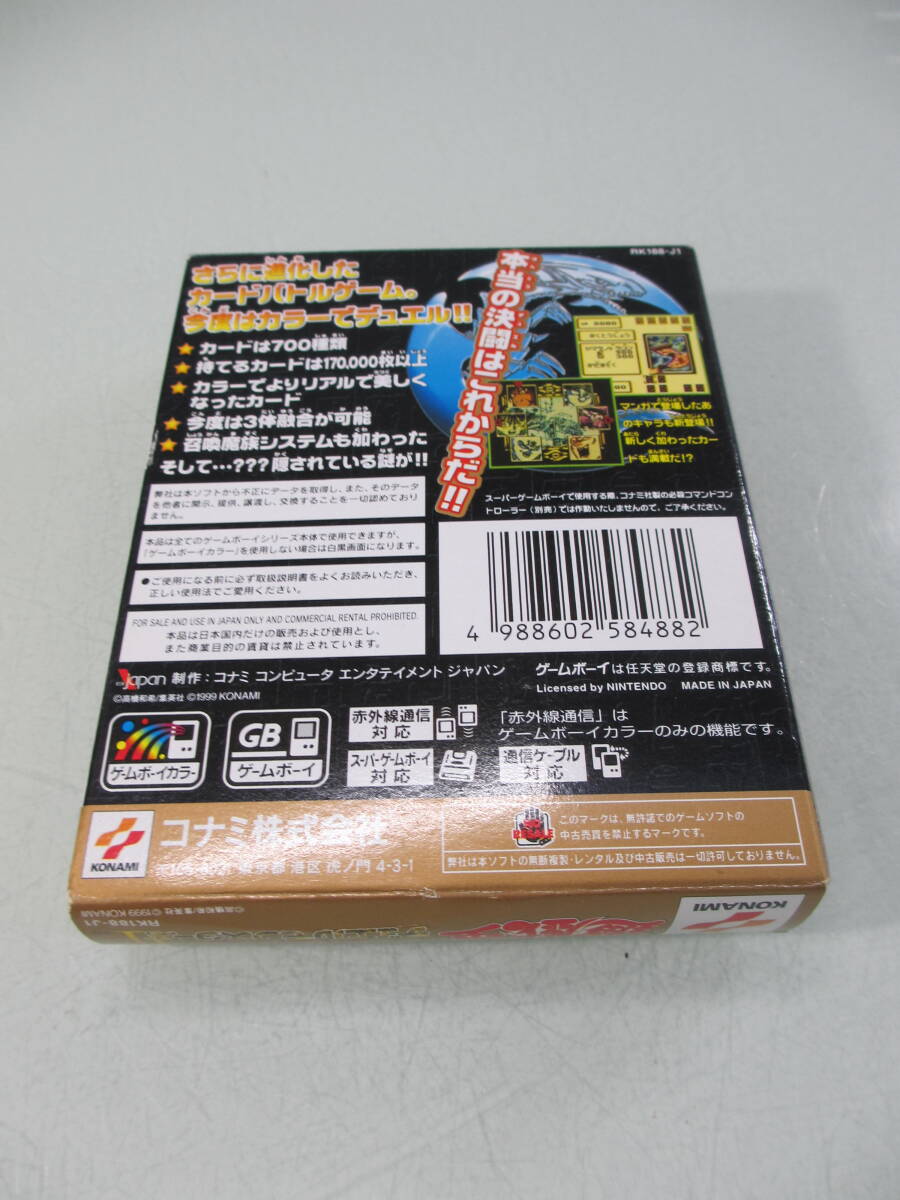 RK188-J1
さらに進化した
カードバトルゲーム。
今度はカラーでデュエル!!
カードは700種類
持てるカードは170,000枚以上
カラーでよりリアルで美しく
なったカード
今度は3体融合が可能
召喚魔族システムも加わった
そして…???隠されている謎が!!
本当の決闘はこれからだ!!
マンガで登場したあ
のキャラも新登場!!
新しく加わったカー
ドも満載だ!?
スーパーゲームボーイで使用する際、コナミ社製の必殺コマンドコン
トローラー(別売)では作動いたしませんので、ご了承ください。
弊社は本ソフトから不正にデータを取得し、また、そのデータ
を他者に開示、提供、譲渡し、交換することを一切認めており
ません。
本品は全てのゲームボーイシリーズ本体で使用できますが、
「ゲームボーイカラー」を使用しない場合は白黒画面になります。
●ご使用になる前に必ず取扱説明書をよくお読みいただき、
正しい使用法でご愛用ください。
FOR SALE AND USE IN JAPAN ONLY AND COMMERCIAL RENTAL PROHIBITED.
本品は日本国内だけの販売および使用とし、
また商業目的の賃貸は禁止されています。
4 988602 584882
Japan 制作:コナミ コンピュータ エンタテイメント ジャパン
©高橋和希/集英社 ©1999 KONAMI
ゲームボーイは任天堂の登録商標です。
Licensed by NINTENDO MADE IN JAPAN
ゲームボーイカラー
GB
ゲームボーイ
赤外線通信
対応
スーパーゲームボーイ
対応
通信ケーブル
対応
「赤外線通信」は
ゲームボーイカラーのみの機能です。
KONAMI
コナミ株式会社
東京都 港区 虎ノ門 4-3-1
このマークは、無許諾でのゲームソフトの
中古売買を禁止するマークです。
弊社は本ソフトの無断複製・レンタル及び中古販売は一切許可しておりません。
KONAMI
©高橋和希/集英社 ©1999 KONAMI
RK188-J1